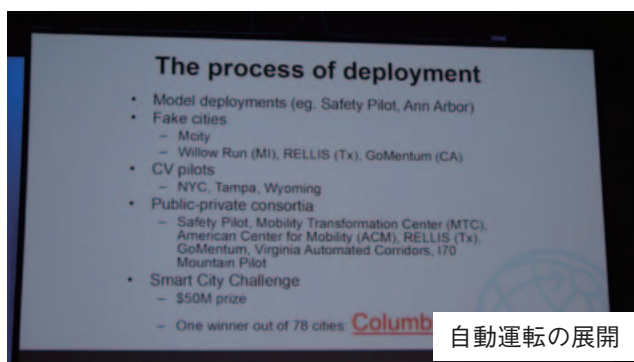 The process of deployment
• Model deployments (eg. Safety Pilot, Ann Arbor)
• Fake cities
– Mcity
– Willow Run (MI), RELLIS (Tx), GoMentum (CA)
• CV pilots
– NYC, Tampa, Wyoming
• Public-private consortia
– Safety Pilot, Mobility Transformation Center (MTC),
American Center for Mobility (ACM), RELLIS (Tx),
GoMentum, Virginia Automated Corridors, I70
Mountain Pilot
• Smart City Challenge
– $50M prize
– One winner out of 78 cities: Columb
自動運転の展開